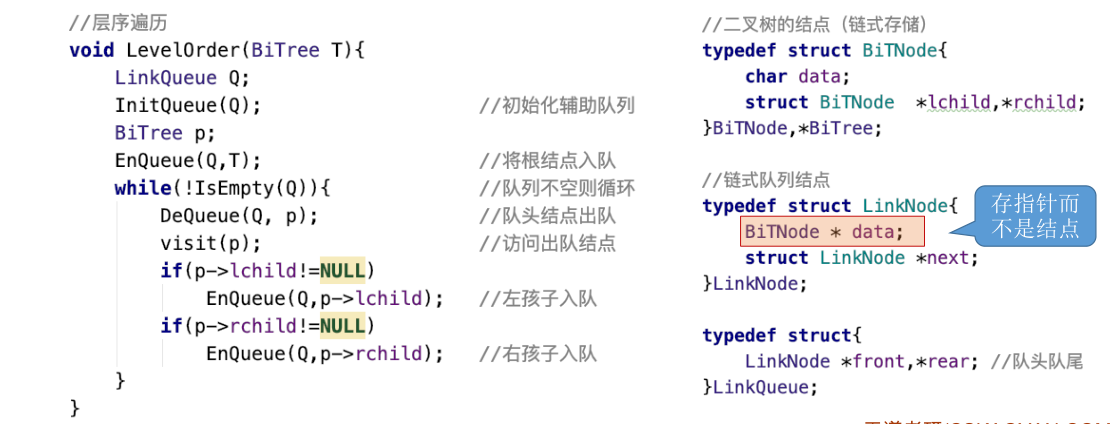 //层序遍历
void LevelOrder(BiTree T){
LinkQueue Q;
InitQueue(Q); //初始化辅助队列
BiTree p;
EnQueue(Q,T); //将根结点入队
while(!IsEmpty(Q)){ //队列不空则循环
DeQueue(Q, p); //队头结点出队
visit(p); //访问出队结点
if(p->lchild!=NULL)
EnQueue(Q,p->lchild); //左孩子入队
if(p->rchild!=NULL)
EnQueue(Q,p->rchild); //右孩子入队
}
}
//二叉树的结点（链式存储）
typedef struct BiTNode{
char data;
struct BiTNode *lchild,*rchild;
}BiTNode,*BiTree;
//链式队列结点
typedef struct LinkNode{
BiTNode * data;
struct LinkNode *next;
}LinkNode;
存指针而
不是结点
typedef struct{
LinkNode *front,*rear; //队头队尾
}LinkQueue;